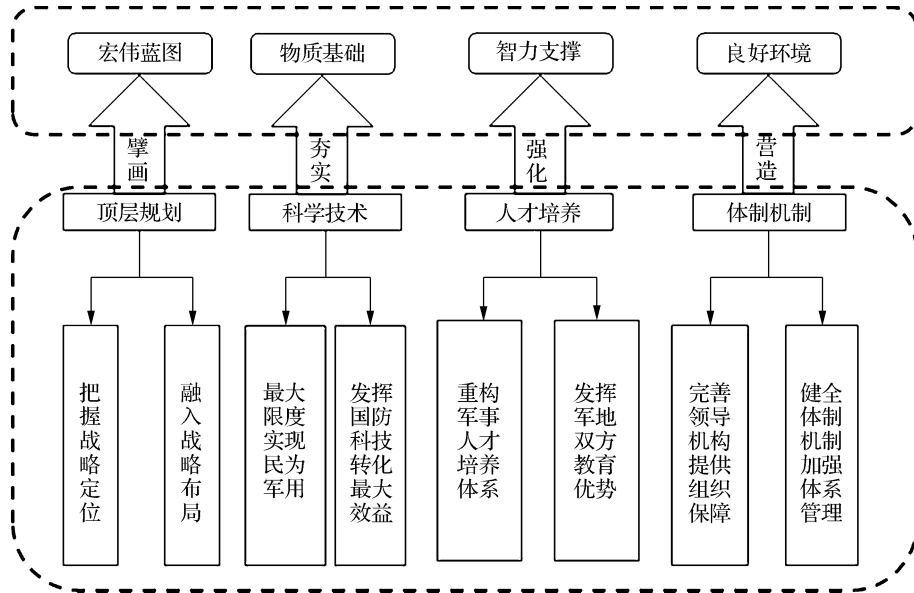 宏伟蓝图
物质基础
智力支撑
良好环境
擘
画
夯
实
强
化
营
造
顶层规划
科学技术
人才培养
体制机制
把
握
战
略
定
位
融
入
战
略
布
局
最大
限度
实现
民为
军用
发挥
国防
科技
转化
最大
效益
重构
军事
人才
培养
体系
发挥
军地
双方
教育
优势
完善
领导
机构
提供
组织
保障
健全
体制
机制
加强
体系
管理